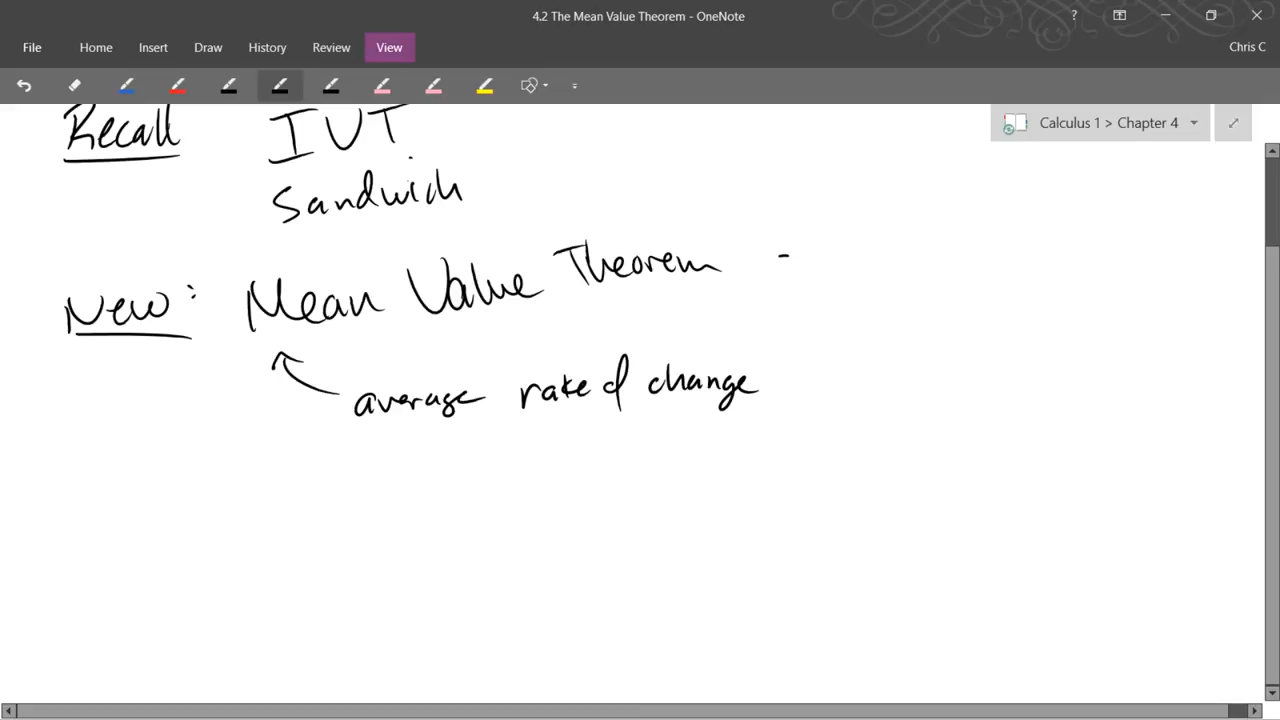 4.2 The Mean Value Theorem - OneNote
?
File Home Insert Draw History Review View Chris C
Calculus 1 > Chapter 4
Recall IVT
Sandwich
New: Mean Value Theorem -
average rate of change